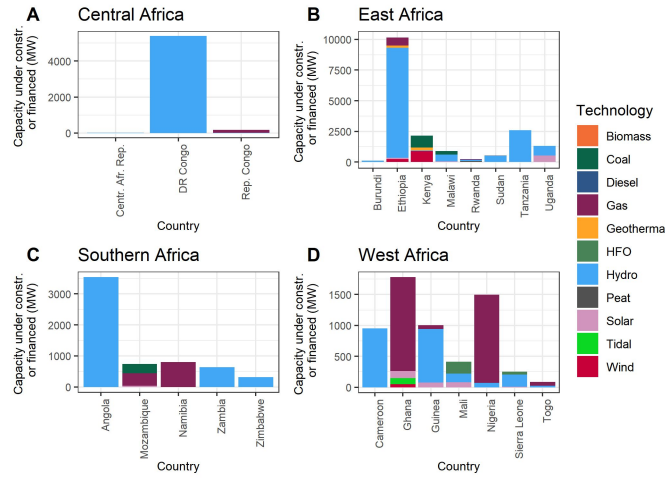 A Central Africa
Capacity under constr.
or financed (MW)
4000
2000
0
Centr. Afr. Rep.
DR Congo
Rep. Congo
Country
B East Africa
Capacity under constr.
or financed (MW)
10000
7500
5000
2500
0
Burundi
Ethiopia
Kenya
Malawi
Rwanda
Sudan
Tanzania
Uganda
Country
C Southern Africa
Capacity under constr.
or financed (MW)
3000
2000
1000
0
Angola
Mozambique
Namibia
Zambia
Zimbabwe
Country
D West Africa
Capacity under constr.
or financed (MW)
1500
1000
500
0
Cameroon
Ghana
Guinea
Mali
Nigeria
Sierra Leone
Togo
Country
Technology
Biomass
Coal
Diesel
Gas
Geotherma
HFO
Hydro
Peat
Solar
Tidal
Wind